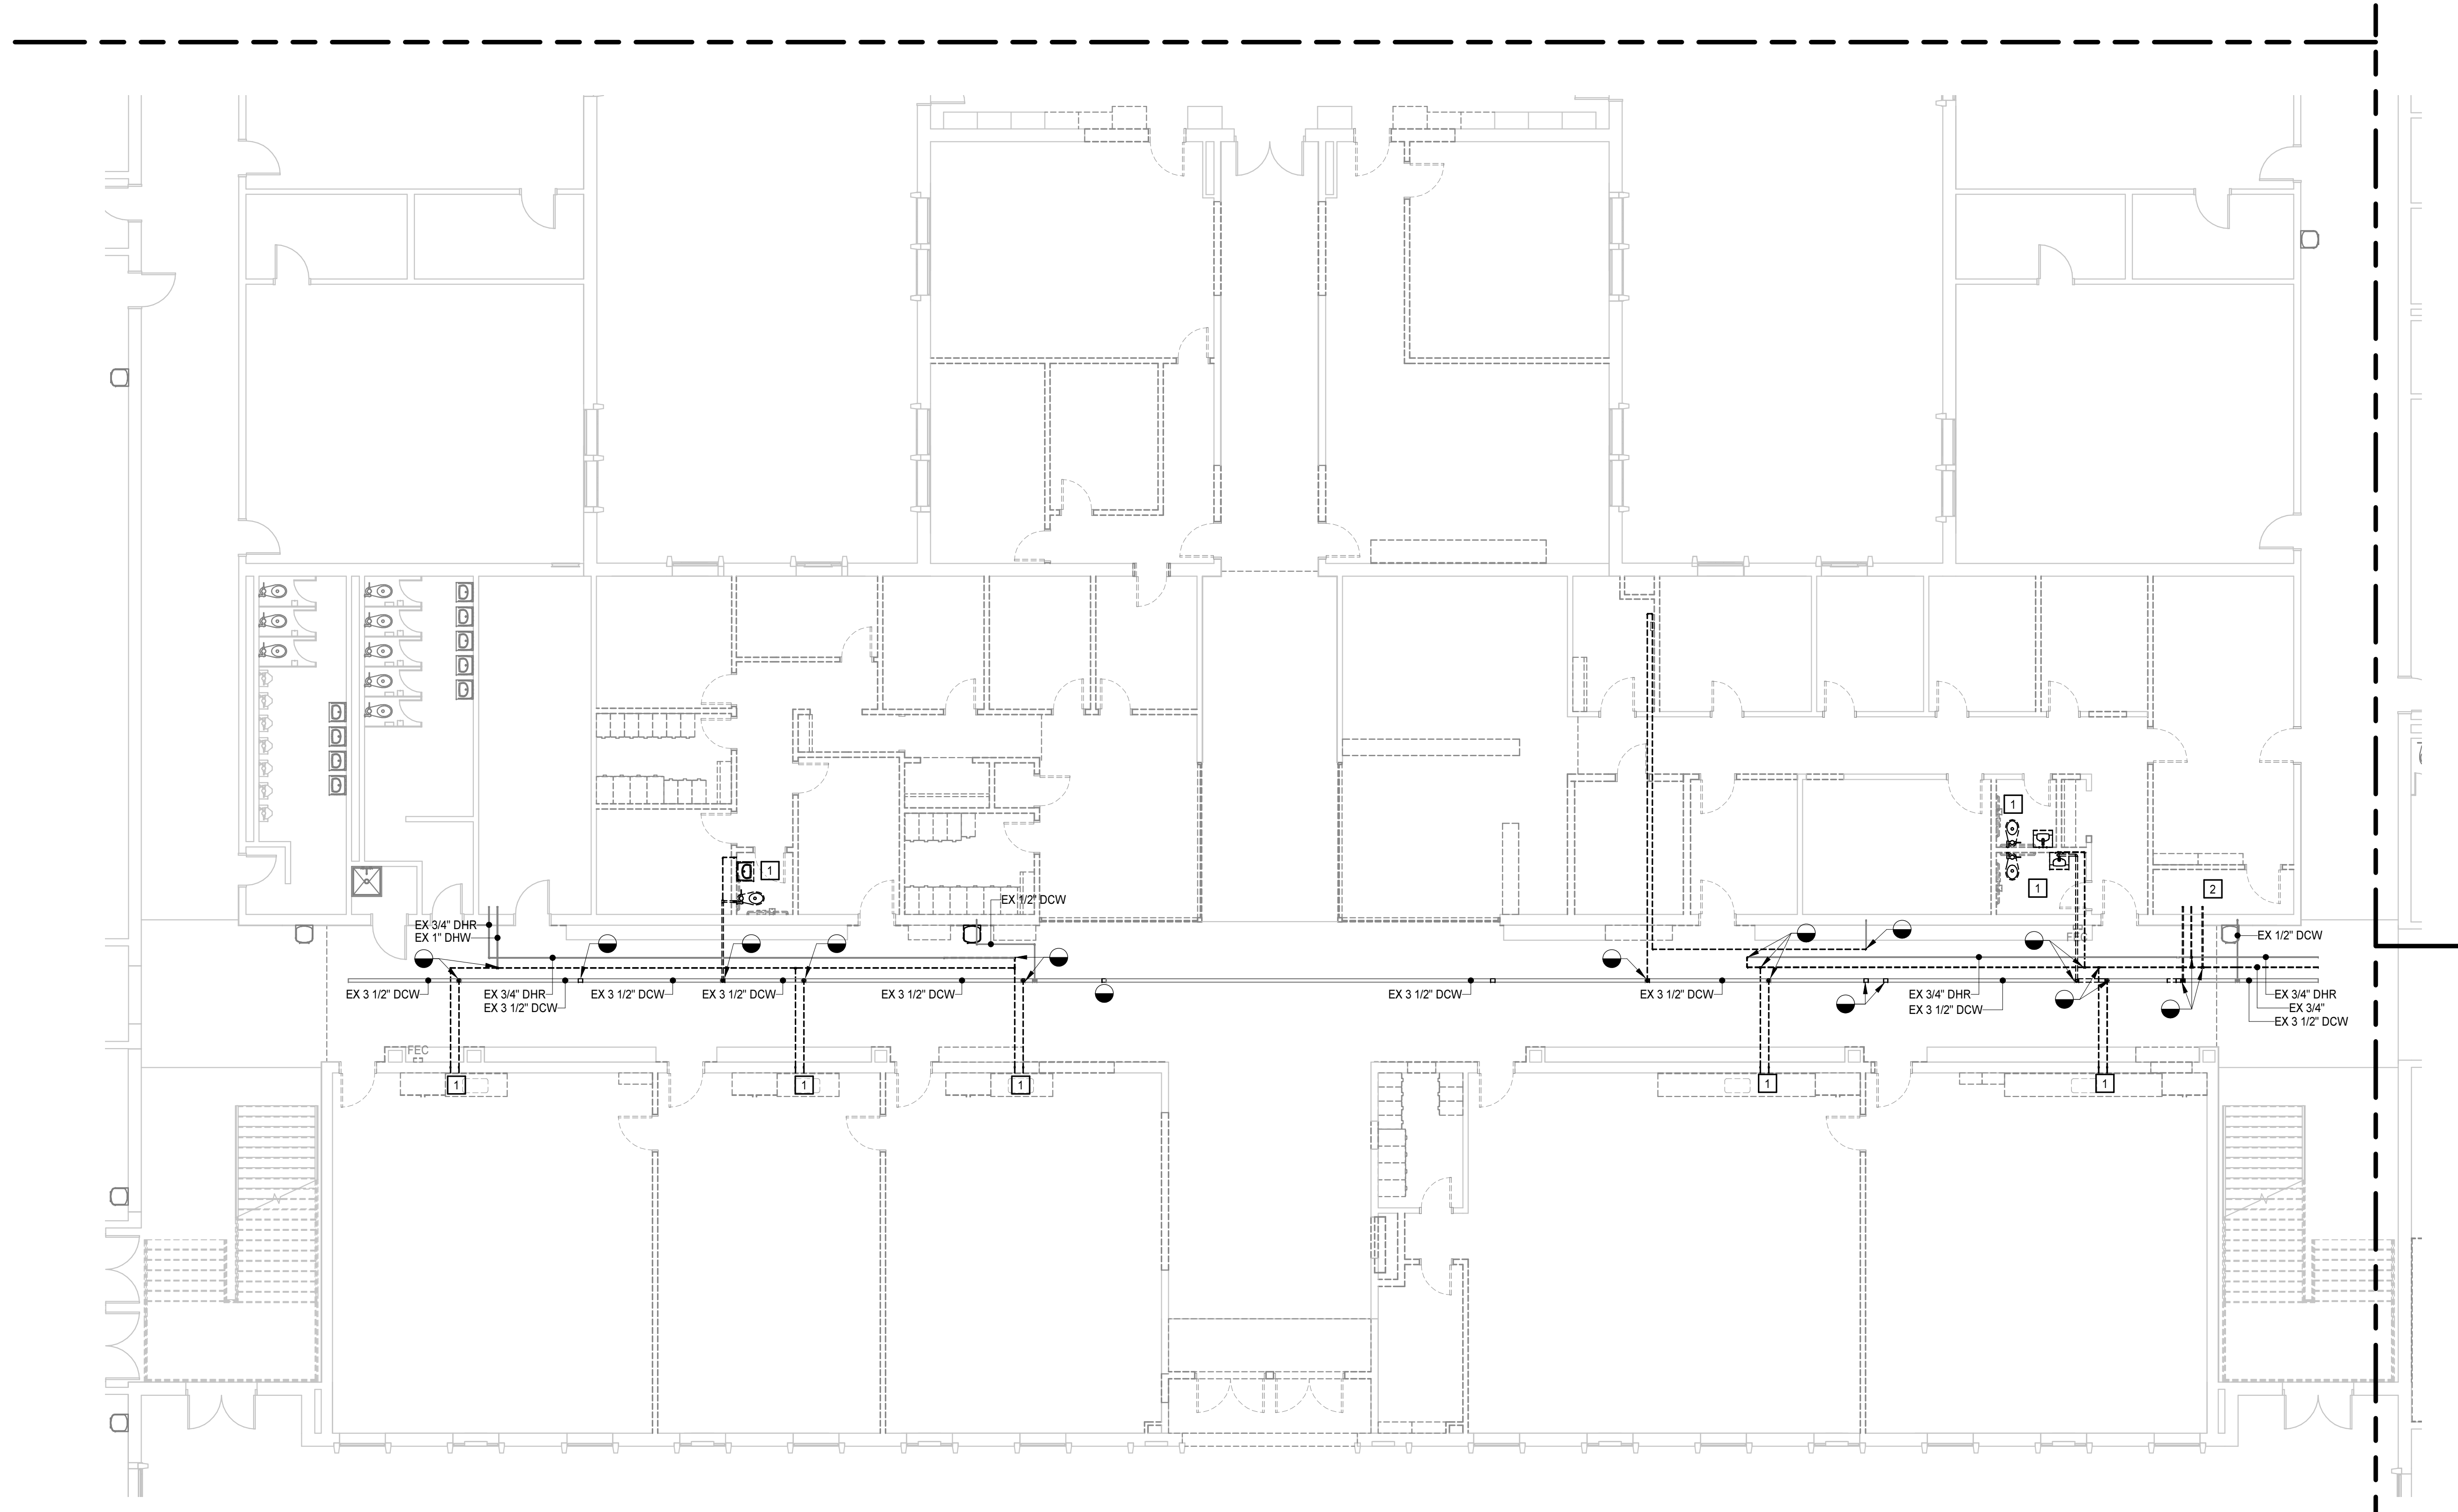 1
1
1
1
2
EX 1/2" DCW
EX 3/4" DHR
EX 1" DHW
EX 1/2" DCW
EX 3 1/2" DCW
EX 3/4" DHR
EX 3 1/2" DCW
EX 3 1/2" DCW
EX 3 1/2" DCW
EX 3 1/2" DCW
EX 3 1/2" DCW
EX 3 1/2" DCW
EX 3/4" DHR
EX 3 1/2" DCW
EX 3/4" DHR
EX 3/4"
EX 3 1/2" DCW
FEC
1
1
1
1
1